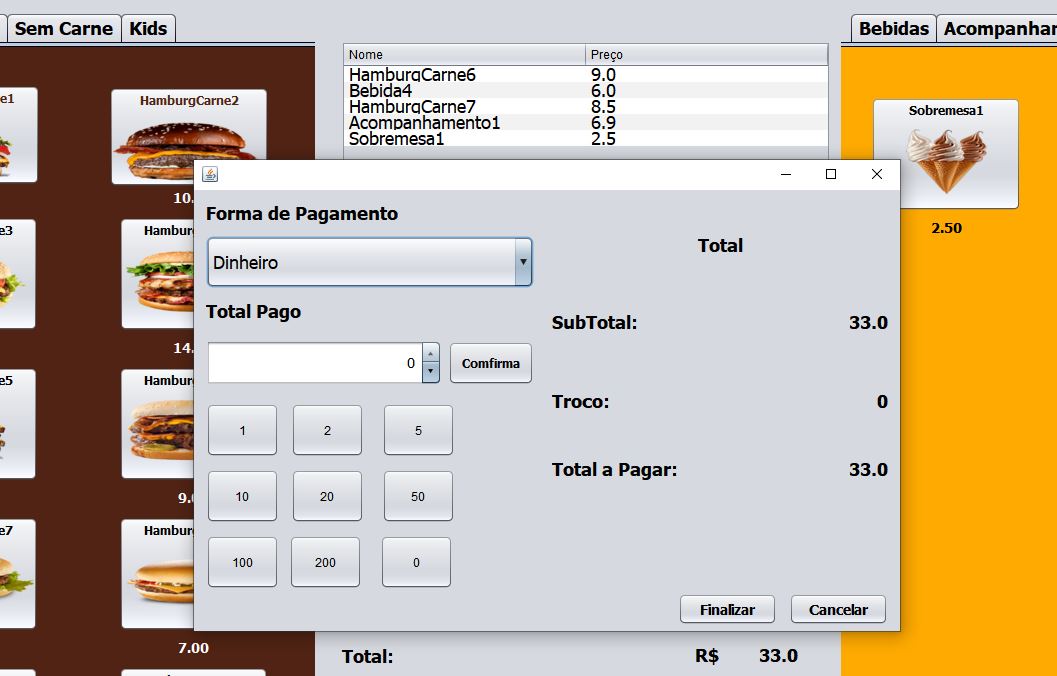 Sem Carne Kids
Bebidas Acompanhar
Nome Preço
HamburgCarne6 9.0
Bebida4 6.0
HamburgCarne7 8.5
Acompanhamento1 6.9
Sobremesa1 2.5
e1
HamburgCarne2
10.
e3
Hambur
14.
e5
Hambur
9.
e7
Hambur
7.00
Sobremesa1
2.50
Forma de Pagamento
Dinheiro
Total Pago
0
Comfirma
1 2 5
10 20 50
100 200 0
Total
SubTotal: 33.0
Troco: 0
Total a Pagar: 33.0
Finalizar Cancelar
Total: R$ 33.0